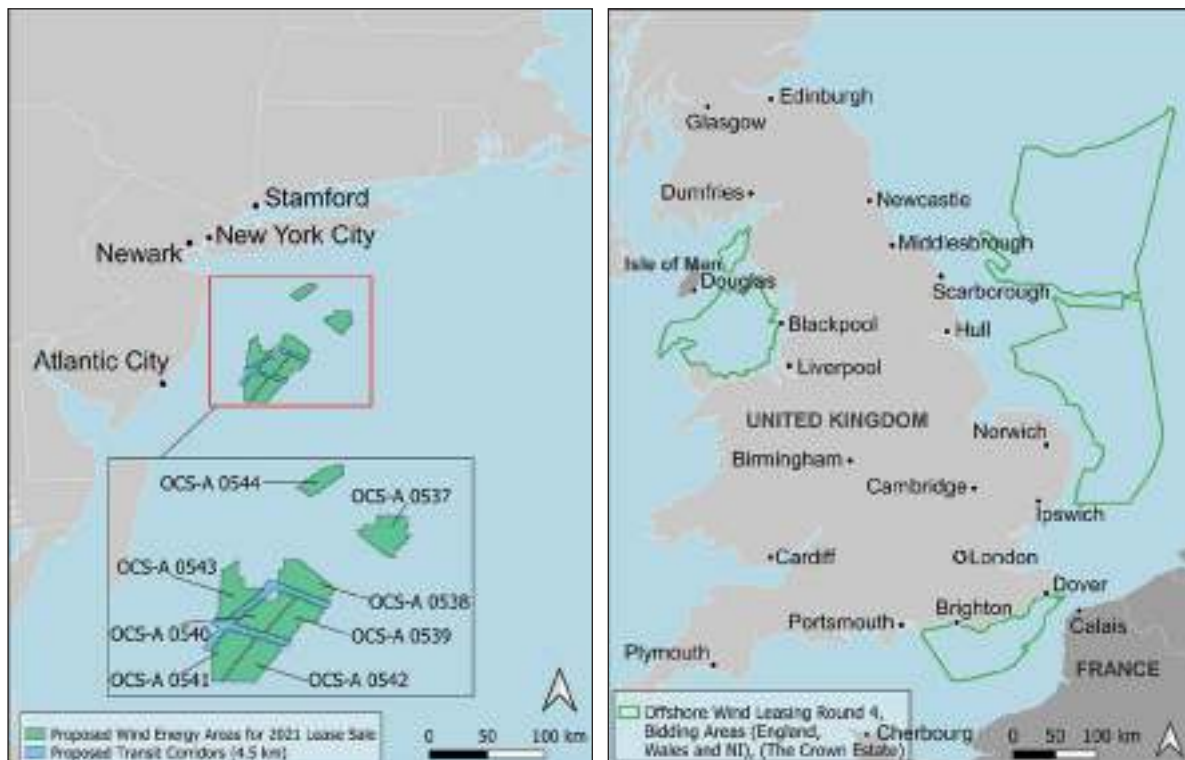 Stamford
New York City
Newark
Atlantic City
OCS-A 0544
OCS-A 0537
OCS-A 0543
OCS-A 0538
OCS-A 0540
OCS-A 0539
OCS-A 0541
OCS-A 0542
Proposed Wind Energy Areas for 2021 Lease Sale
Proposed Transit Corridors (4.5 km)
0 50 100 km
Edinburgh
Glasgow
Dumfries
Newcastle
Middlesbrough
Isle of Man
Douglas
Scarborough
Blackpool
Hull
Liverpool
UNITED KINGDOM
Norwich
Birmingham
Cambridge
Ipswich
Cardiff
London
Dover
Brighton
Portsmouth
Calais
Plymouth
FRANCE
Offshore Wind Leasing Round 4,
Bidding Areas (England,
Wales and NI), (The Crown Estate)
Cherbourg
0 50 100 km